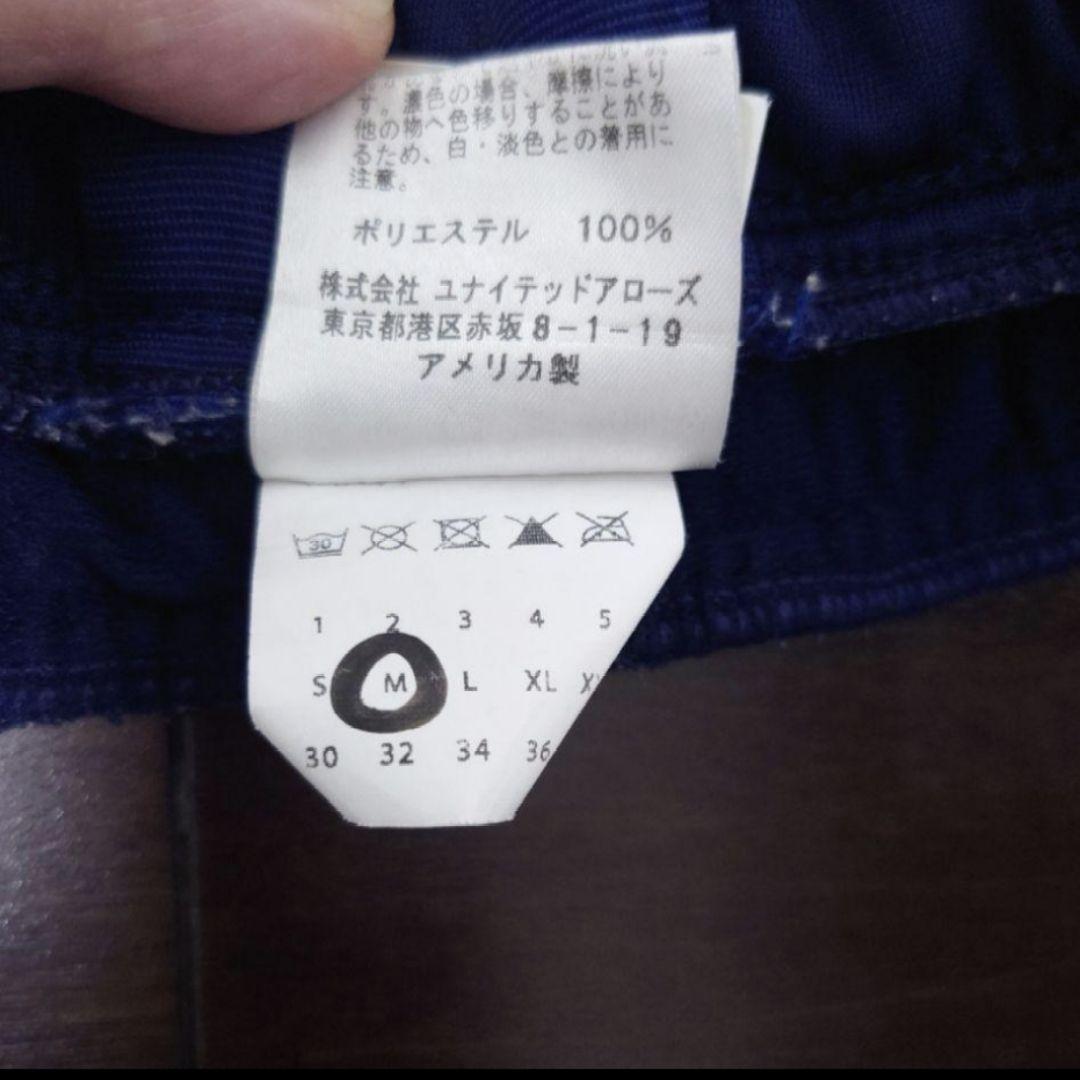 す。濃色の場合、摩擦により
他の物へ色移りすることがあ
るため、白・淡色との着用に
注意。
ポリエステル 100%
株式会社 ユナイテッドアローズ
東京都港区赤坂8-1-19
アメリカ製
30
1 2 3 4 5
S M L XL
30 32 34 36